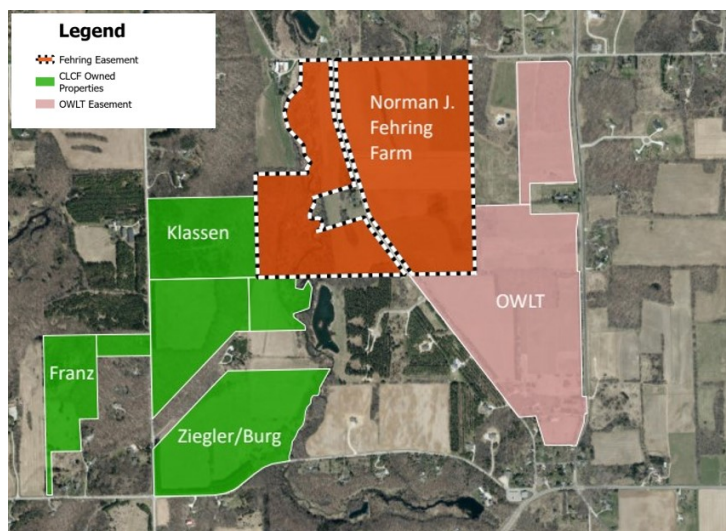 Legend
Fehring Easement
CLCF Owned
Properties
OWLT Easement
Norman J.
Fehring
Farm
Klassen
OWLT
Franz
Ziegler/Burg